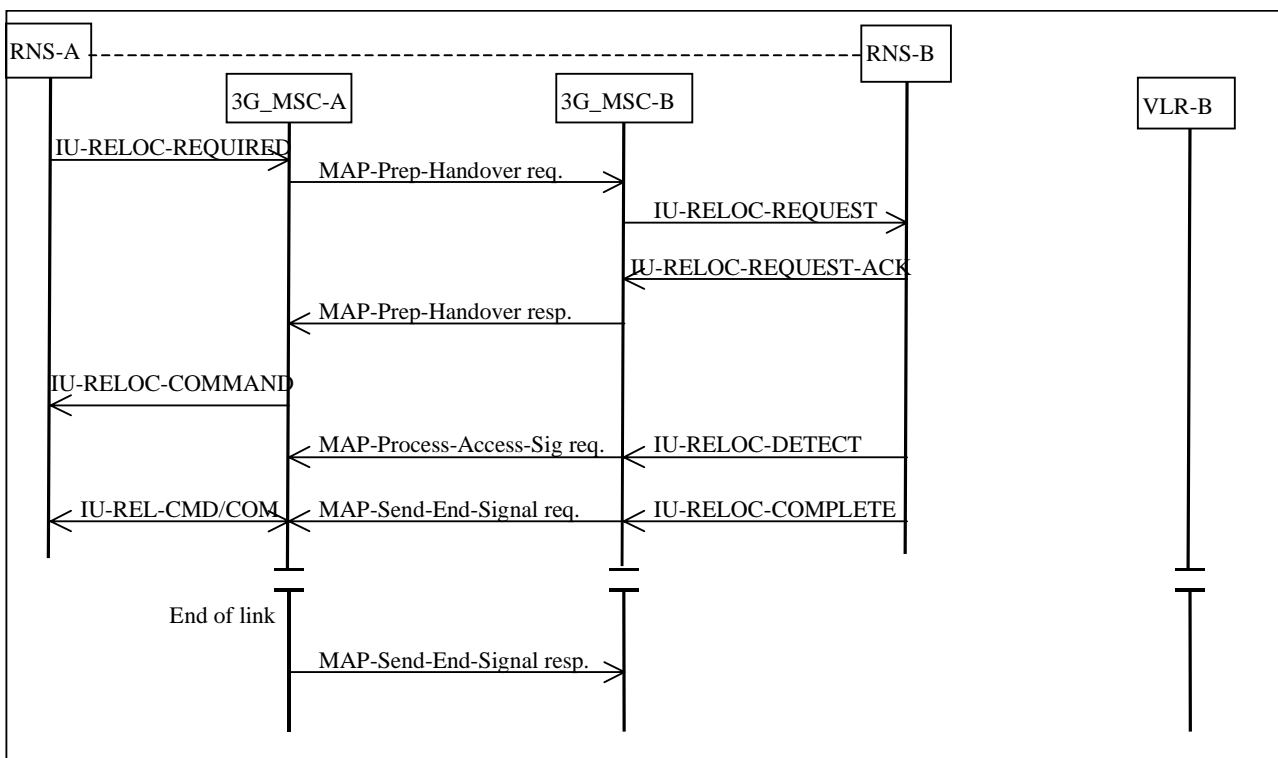 RNS-A
RNS-B
3G_MSC-A
3G_MSC-B
VLR-B
IU-RELOC-REQUIRED
MAP-Prep-Handover req.
IU-RELOC-REQUEST
IU-RELOC-REQUEST-ACK
MAP-Prep-Handover resp.
IU-RELOC-COMMAND
MAP-Process-Access-Sig req.
IU-RELOC-DETECT
IU-REL-CMD/COM
MAP-Send-End-Signal req.
IU-RELOC-COMPLETE
End of link
MAP-Send-End-Signal resp.